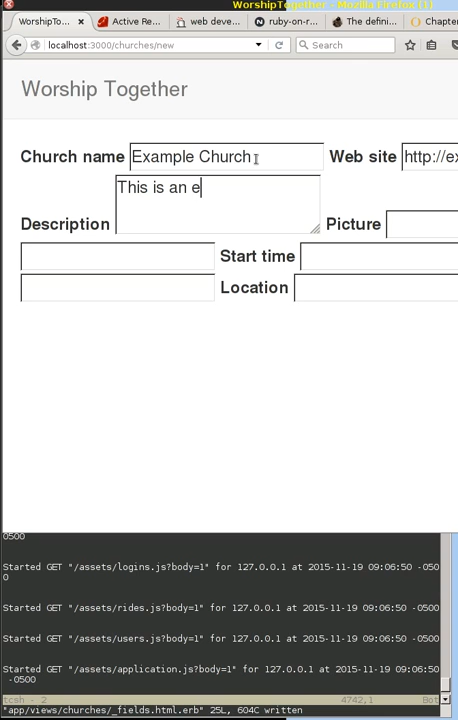 WorshipTogether - Mozilla Firefox [1]
WorshipTo... × Active Re... web deve... ruby-on-r... The defini... Chapter
localhost:3000/churches/new Search
Worship Together
Church name Example Church Web site http://ex
This is an e
Description Picture
Start time
Location
0500
Started GET "/assets/logins.js?body=1" for 127.0.0.1 at 2015-11-19 09:06:50 -050
0
Started GET "/assets/rides.js?body=1" for 127.0.0.1 at 2015-11-19 09:06:50 -0500
Started GET "/assets/users.js?body=1" for 127.0.0.1 at 2015-11-19 09:06:50 -0500
Started GET "/assets/application.js?body=1" for 127.0.0.1 at 2015-11-19 09:06:50
-0500
tcsh - 2 4742,1 Bot
"app/views/churches/_fields.html.erb" 25L, 604C written